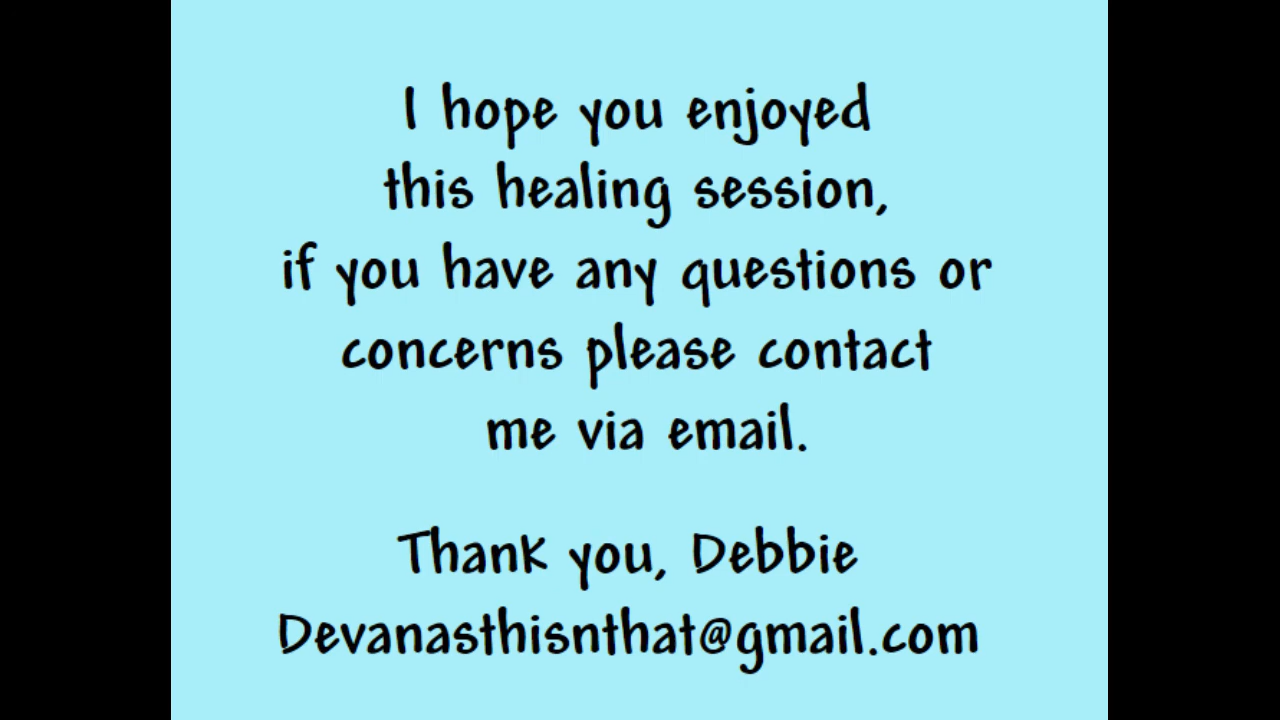 I hope you enjoyed
this healing session,
if you have any questions or
concerns please contact
me via email.
Thank you, Debbie
Devanasthisnthat@gmail.com